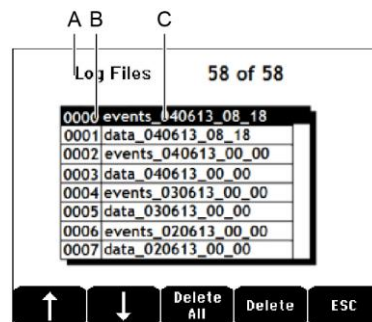 A B C
Log Files 58 of 58
0000 events_040613_08_18
0001 data_040613_08_18
0002 events_040613_00_00
0003 data_040613_00_00
0004 events_030613_00_00
0005 data_030613_00_00
0006 events_020613_00_00
0007 data_020613_00_00
↑ ↓ Delete All Delete ESC